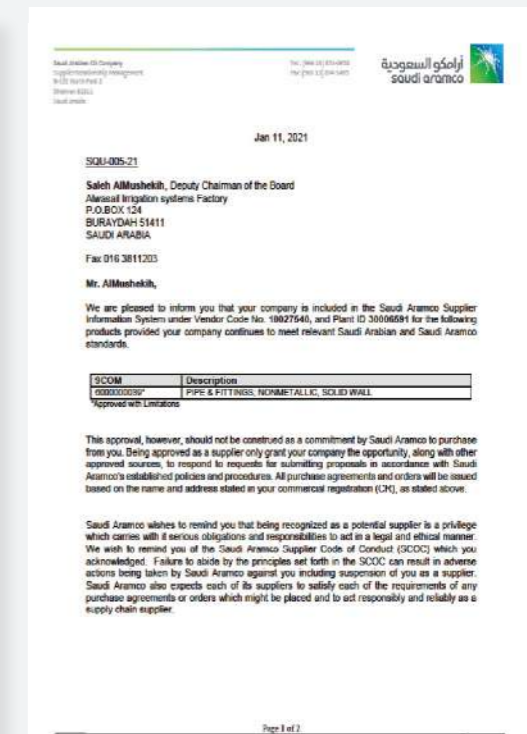 Saudi Arabian Oil Company
أرامكو السعودية
saudi aramco
Jan 11, 2021
SQU-005-21
Saleh AlMushekih, Deputy Chairman of the Board
Alwasail Irrigation systems Factory
P.O.BOX 124
BURAYDAH 51411
SAUDI ARABIA
Fax 016 3811203
Mr. AlMushekih,
We are pleased to inform you that your company is included in the Saudi Aramco Supplier
Information System under Vendor Code No. 10027540, and Plant ID 30006591 for the following
products provided your company continues to meet relevant Saudi Arabian and Saudi Aramco
standards.
9COM Description
PIPE & FITTINGS, NONMETALLIC, SOLID WALL
*Approved with Limitations
This approval, however, should not be construed as a commitment by Saudi Aramco to purchase
from you. Being approved as a supplier only grant your company the opportunity, along with other
approved sources, to respond to requests for submitting proposals in accordance with Saudi
Aramco's established policies and procedures. All purchase agreements and orders will be issued
based on the name and address stated in your commercial registration (CR), as stated above.
Saudi Aramco wishes to remind you that being recognized as a potential supplier is a privilege
which carries with it serious obligations and responsibilities to act in a legal and ethical manner.
We wish to remind you of the Saudi Aramco Supplier Code of Conduct (SCOC) which you
acknowledged. Failure to abide by the principles set forth in the SCOC can result in adverse
actions being taken by Saudi Aramco against you including suspension of you as a supplier.
Saudi Aramco also expects each of its suppliers to satisfy each of the requirements of any
purchase agreements or orders which might be placed and to act responsibly and reliably as a
supply chain supplier.
Page 1 of 2